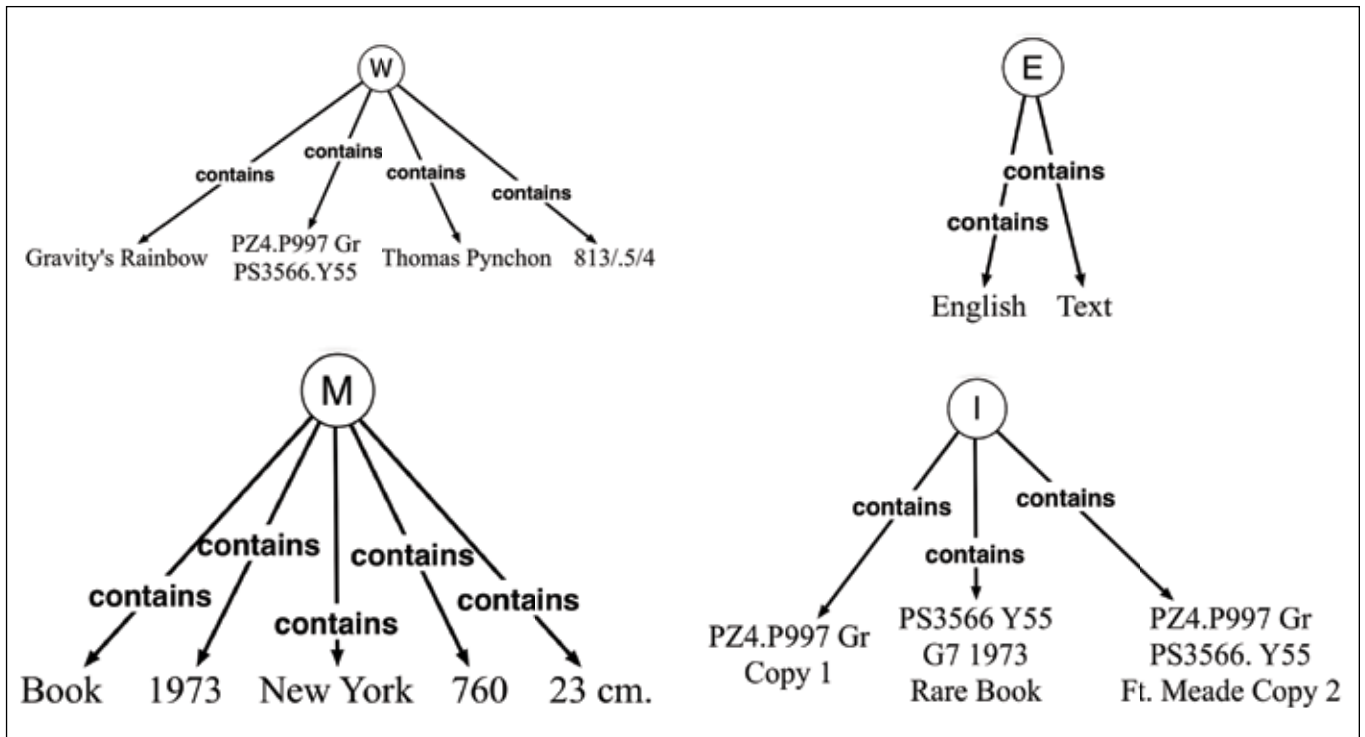 W
contains
contains
contains
contains
Gravity's Rainbow
PZ4.P997 Gr
PS3566.Y55
Thomas Pynchon
813/.5/4
E
contains
contains
English
Text
M
contains
contains
contains
contains
contains
Book
1973
New York
760
23 cm.
I
contains
contains
contains
PZ4.P997 Gr
Copy 1
PS3566 Y55
G7 1973
Rare Book
PZ4.P997 Gr
PS3566. Y55
Ft. Meade Copy 2